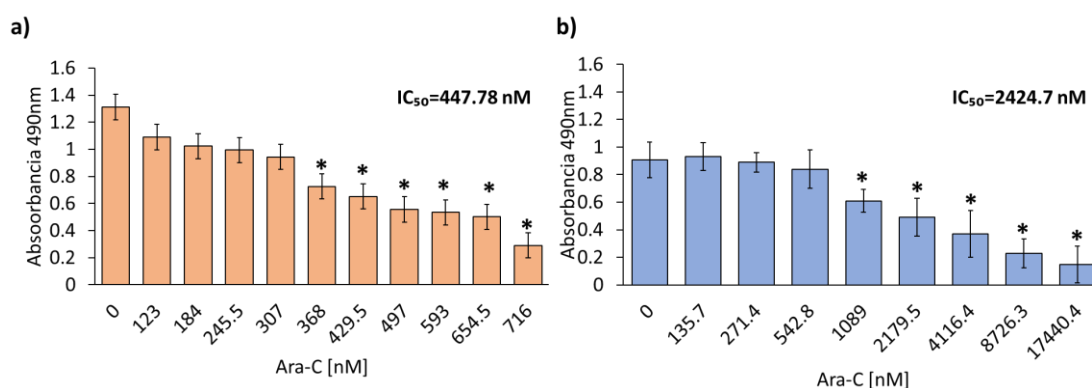 a)
Absoorbancia 490nm
1.6
1.4
1.2
1
0.8
0.6
0.4
0.2
0
IC₅₀=447.78 nM
* * * * * *
0 123 184 245.5 307 368 429.5 497 593 654.5 716
Ara-C [nM]
b)
Absoorbancia 490nm
1.6
1.4
1.2
1
0.8
0.6
0.4
0.2
0
IC₅₀=2424.7 nM
* * * * *
0 135.7 271.4 542.8 1089 2179.5 4116.4 8726.3 17440.4
Ara-C [nM]